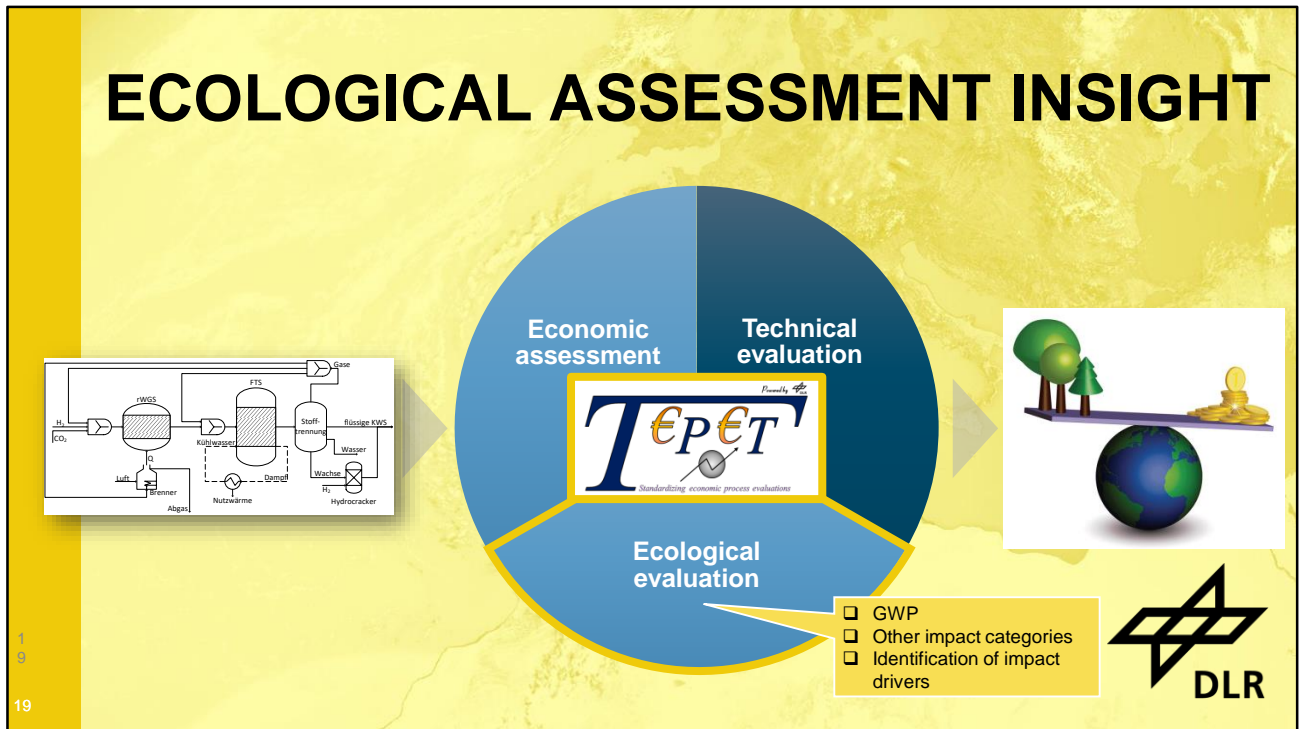 ECOLOGICAL ASSESSMENT INSIGHT
Economic
assessment
Technical
evaluation
Powered by DLR
T€P€T
Standardizing economic process evaluations
Ecological
evaluation
Gase
FTS
rWGS
H₂
CO₂
Stoff-
trennung
flüssige KWS
Kühlwasser
Wasser
Q
Luft
Brenner
Dampf
Wachse
H₂
Nutzwärme
Hydrocracker
Abgas
GWP
Other impact categories
Identification of impact
drivers
DLR
1
9
19